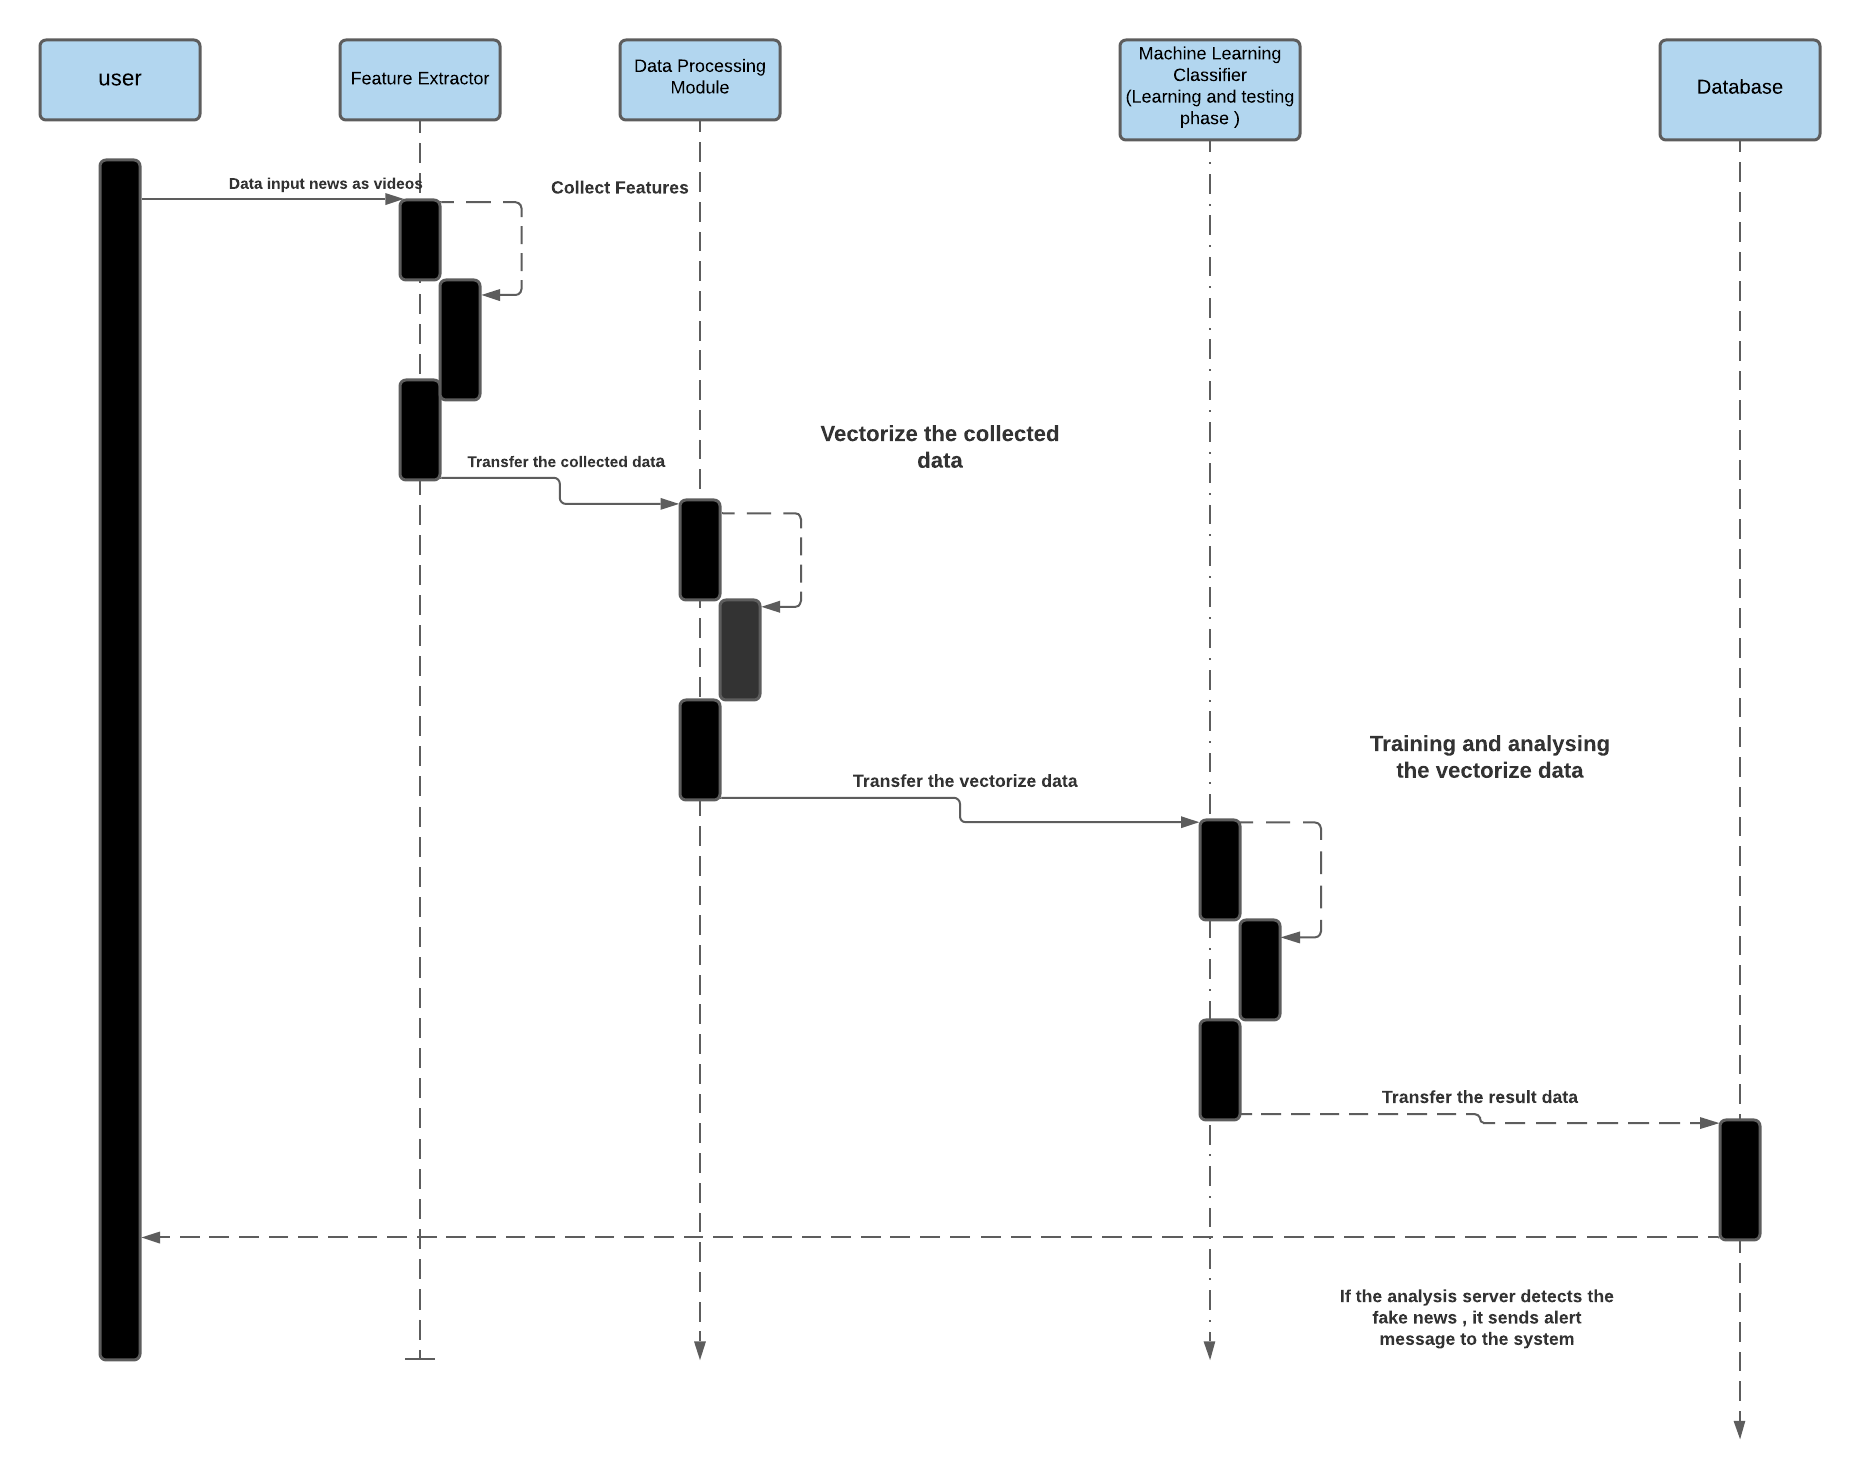 user
Feature Extractor
Data Processing
Module
Machine Learning
Classifier
(Learning and testing
phase )
Database
Data input news as videos
Collect Features
Vectorize the collected
data
Transfer the collected data
Training and analysing
the vectorize data
Transfer the vectorize data
Transfer the result data
If the analysis server detects the
fake news , it sends alert
message to the system